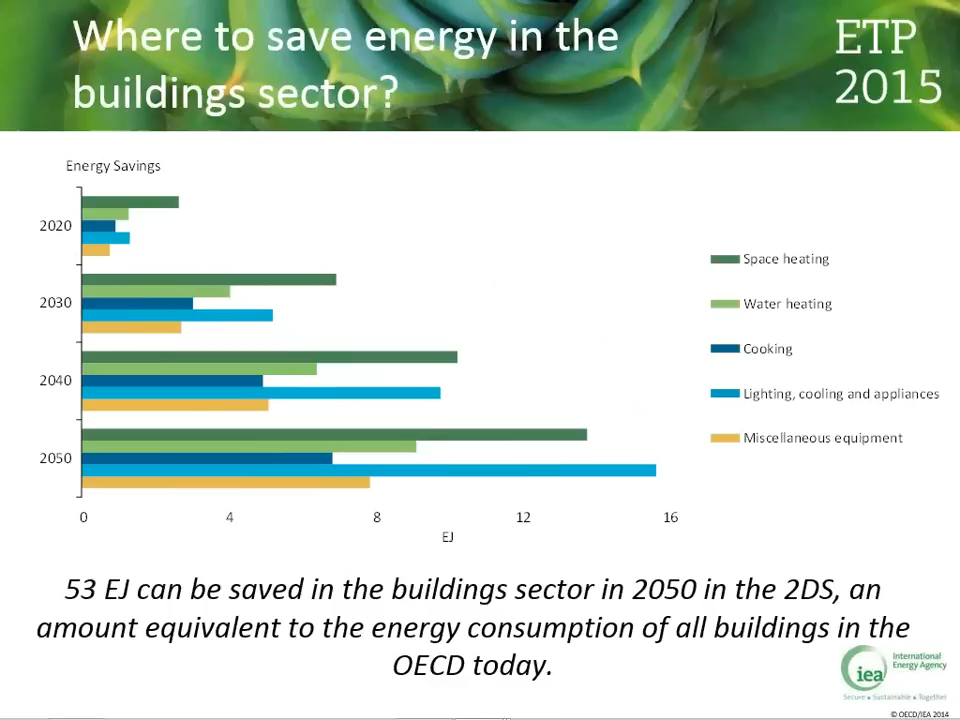 Where to save energy in the
buildings sector?
ETP
2015
Energy Savings
2020
2030
2040
2050
0 4 8 12 16
EJ
Space heating
Water heating
Cooking
Lighting, cooling and appliances
Miscellaneous equipment
53 EJ can be saved in the buildings sector in 2050 in the 2DS, an
amount equivalent to the energy consumption of all buildings in the
OECD today.
iea
International
Energy Agency
Secure • Sustainable • Together
© OECD/IEA 2014